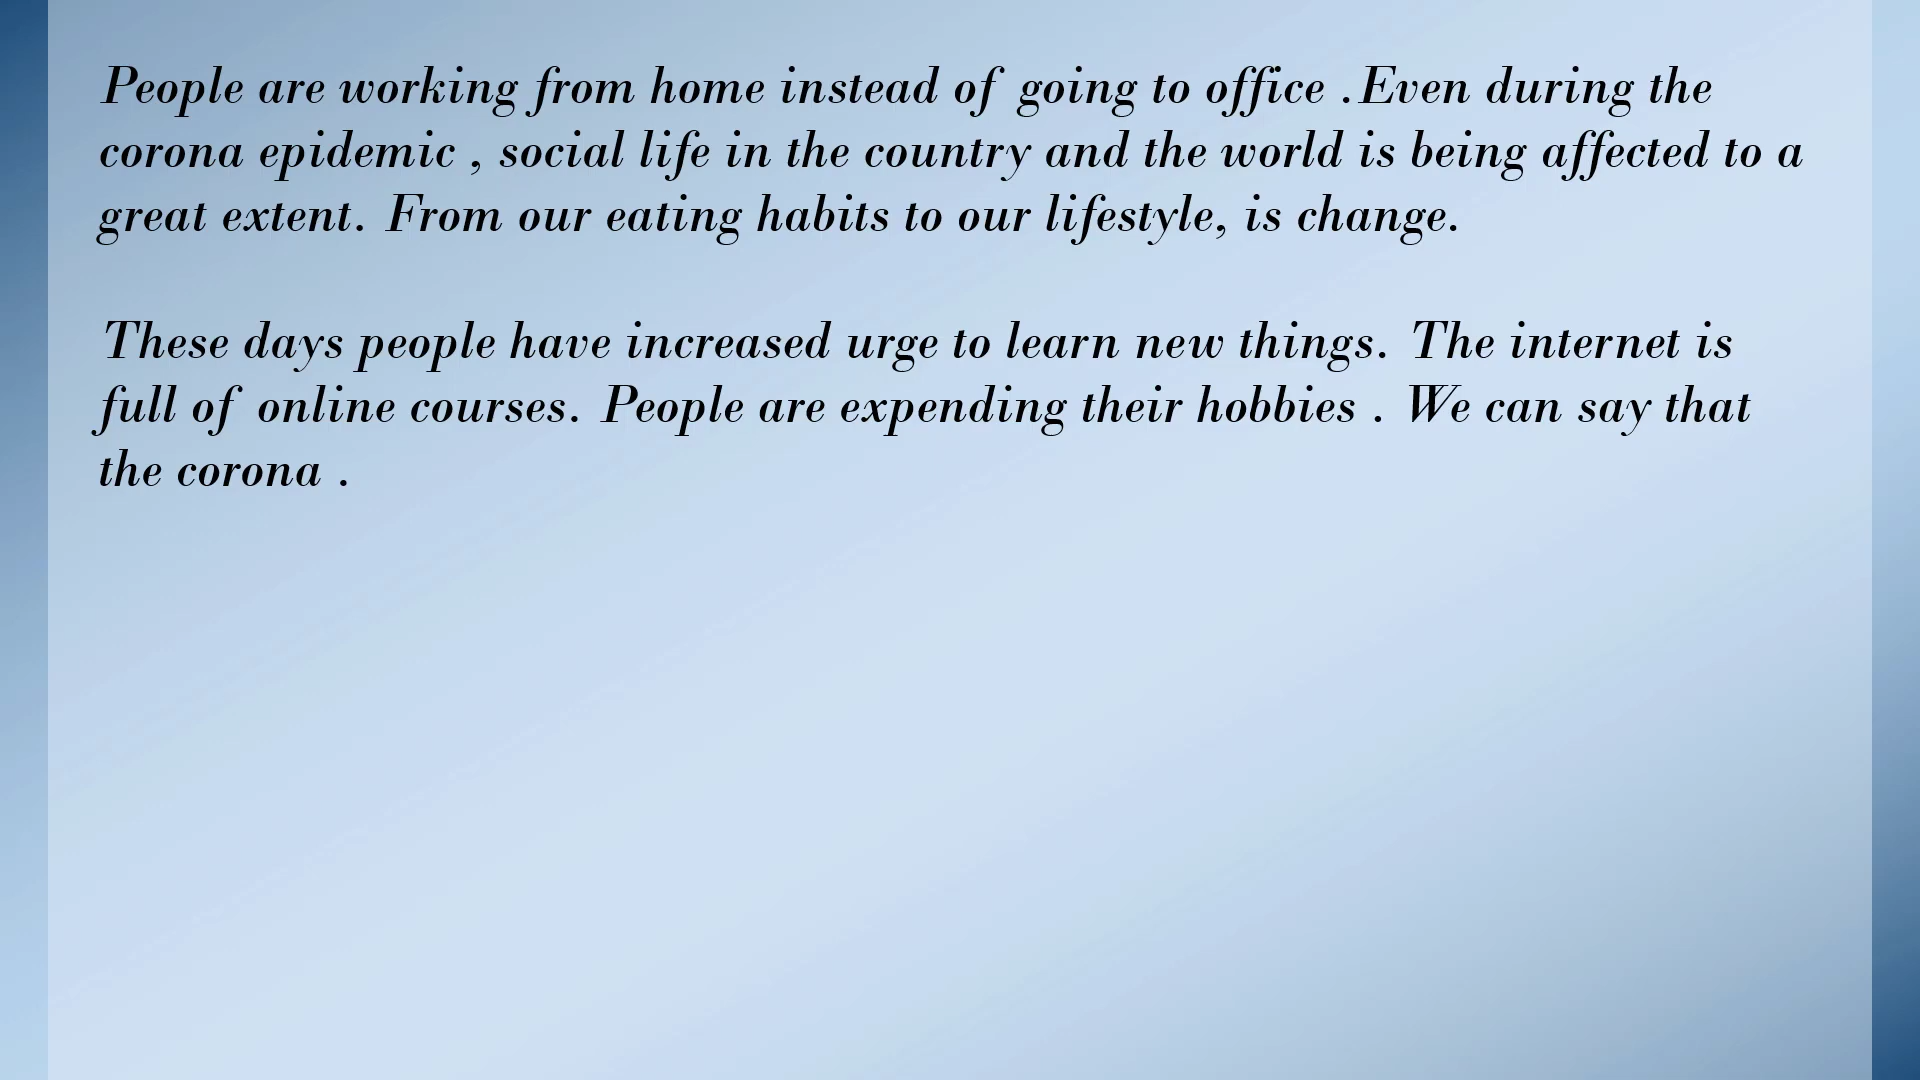 People are working from home instead of going to office .Even during the
corona epidemic , social life in the country and the world is being affected to a
great extent. From our eating habits to our lifestyle, is change.
These days people have increased urge to learn new things. The internet is
full of online courses. People are expending their hobbies . We can say that
the corona .